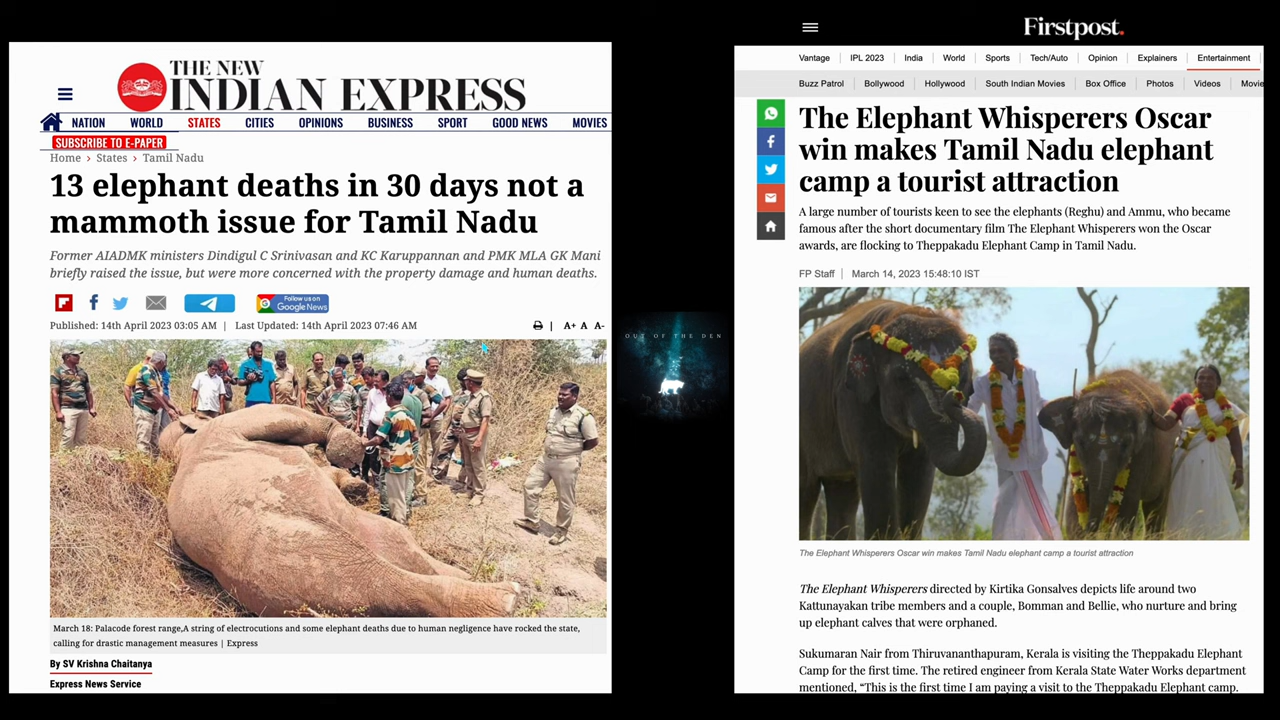 THE NEW
INDIAN EXPRESS
NATION WORLD STATES CITIES OPINIONS BUSINESS SPORT GOOD NEWS MOVIES
SUBSCRIBE TO E-PAPER
Home > States > Tamil Nadu
13 elephant deaths in 30 days not a
mammoth issue for Tamil Nadu
Former AIADMK ministers Dindigul C Srinivasan and KC Karuppannan and PMK MLA GK Mani
briefly raised the issue, but were more concerned with the property damage and human deaths.
Follow us on
Google News
Published: 14th April 2023 03:05 AM | Last Updated: 14th April 2023 07:46 AM
| A+ A A-
March 18: Palacode forest range,A string of electrocutions and some elephant deaths due to human negligence have rocked the state,
calling for drastic management measures | Express
By SV Krishna Chaitanya
Express News Service
OUT OF THE DEN
Firstpost.
Vantage | IPL 2023 | India | World | Sports | Tech/Auto | Opinion | Explainers | Entertainment
Buzz Patrol | Bollywood | Hollywood | South Indian Movies | Box Office | Photos | Videos | Movie
The Elephant Whisperers Oscar
win makes Tamil Nadu elephant
camp a tourist attraction
A large number of tourists keen to see the elephants (Reghu) and Ammu, who became
famous after the short documentary film The Elephant Whisperers won the Oscar
awards, are flocking to Theppakadu Elephant Camp in Tamil Nadu.
FP Staff | March 14, 2023 15:48:10 IST
The Elephant Whisperers Oscar win makes Tamil Nadu elephant camp a tourist attraction
The Elephant Whisperers directed by Kirtika Gonsalves depicts life around two
Kattunayakan tribe members and a couple, Bomman and Bellie, who nurture and bring
up elephant calves that were orphaned.
Sukumaran Nair from Thiruvananthapuram, Kerala is visiting the Theppakadu Elephant
Camp for the first time. The retired engineer from Kerala State Water Works department
mentioned, “This is the first time I am paying a visit to the Theppakadu Elephant camp.